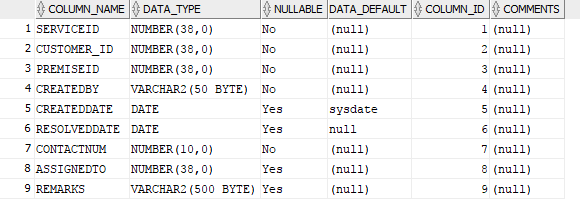 COLUMN_NAME DATA_TYPE NULLABLE DATA_DEFAULT COLUMN_ID COMMENTS
1 SERVICEID NUMBER(38,0) No (null) 1 (null)
2 CUSTOMER_ID NUMBER(38,0) No (null) 2 (null)
3 PREMISEID NUMBER(38,0) No (null) 3 (null)
4 CREATEDBY VARCHAR2(50 BYTE) No (null) 4 (null)
5 CREATEDDATE DATE Yes sysdate 5 (null)
6 RESOLVEDDATE DATE Yes null 6 (null)
7 CONTACTNUM NUMBER(10,0) No (null) 7 (null)
8 ASSIGNEDTO NUMBER(38,0) Yes (null) 8 (null)
9 REMARKS VARCHAR2(500 BYTE) Yes (null) 9 (null)